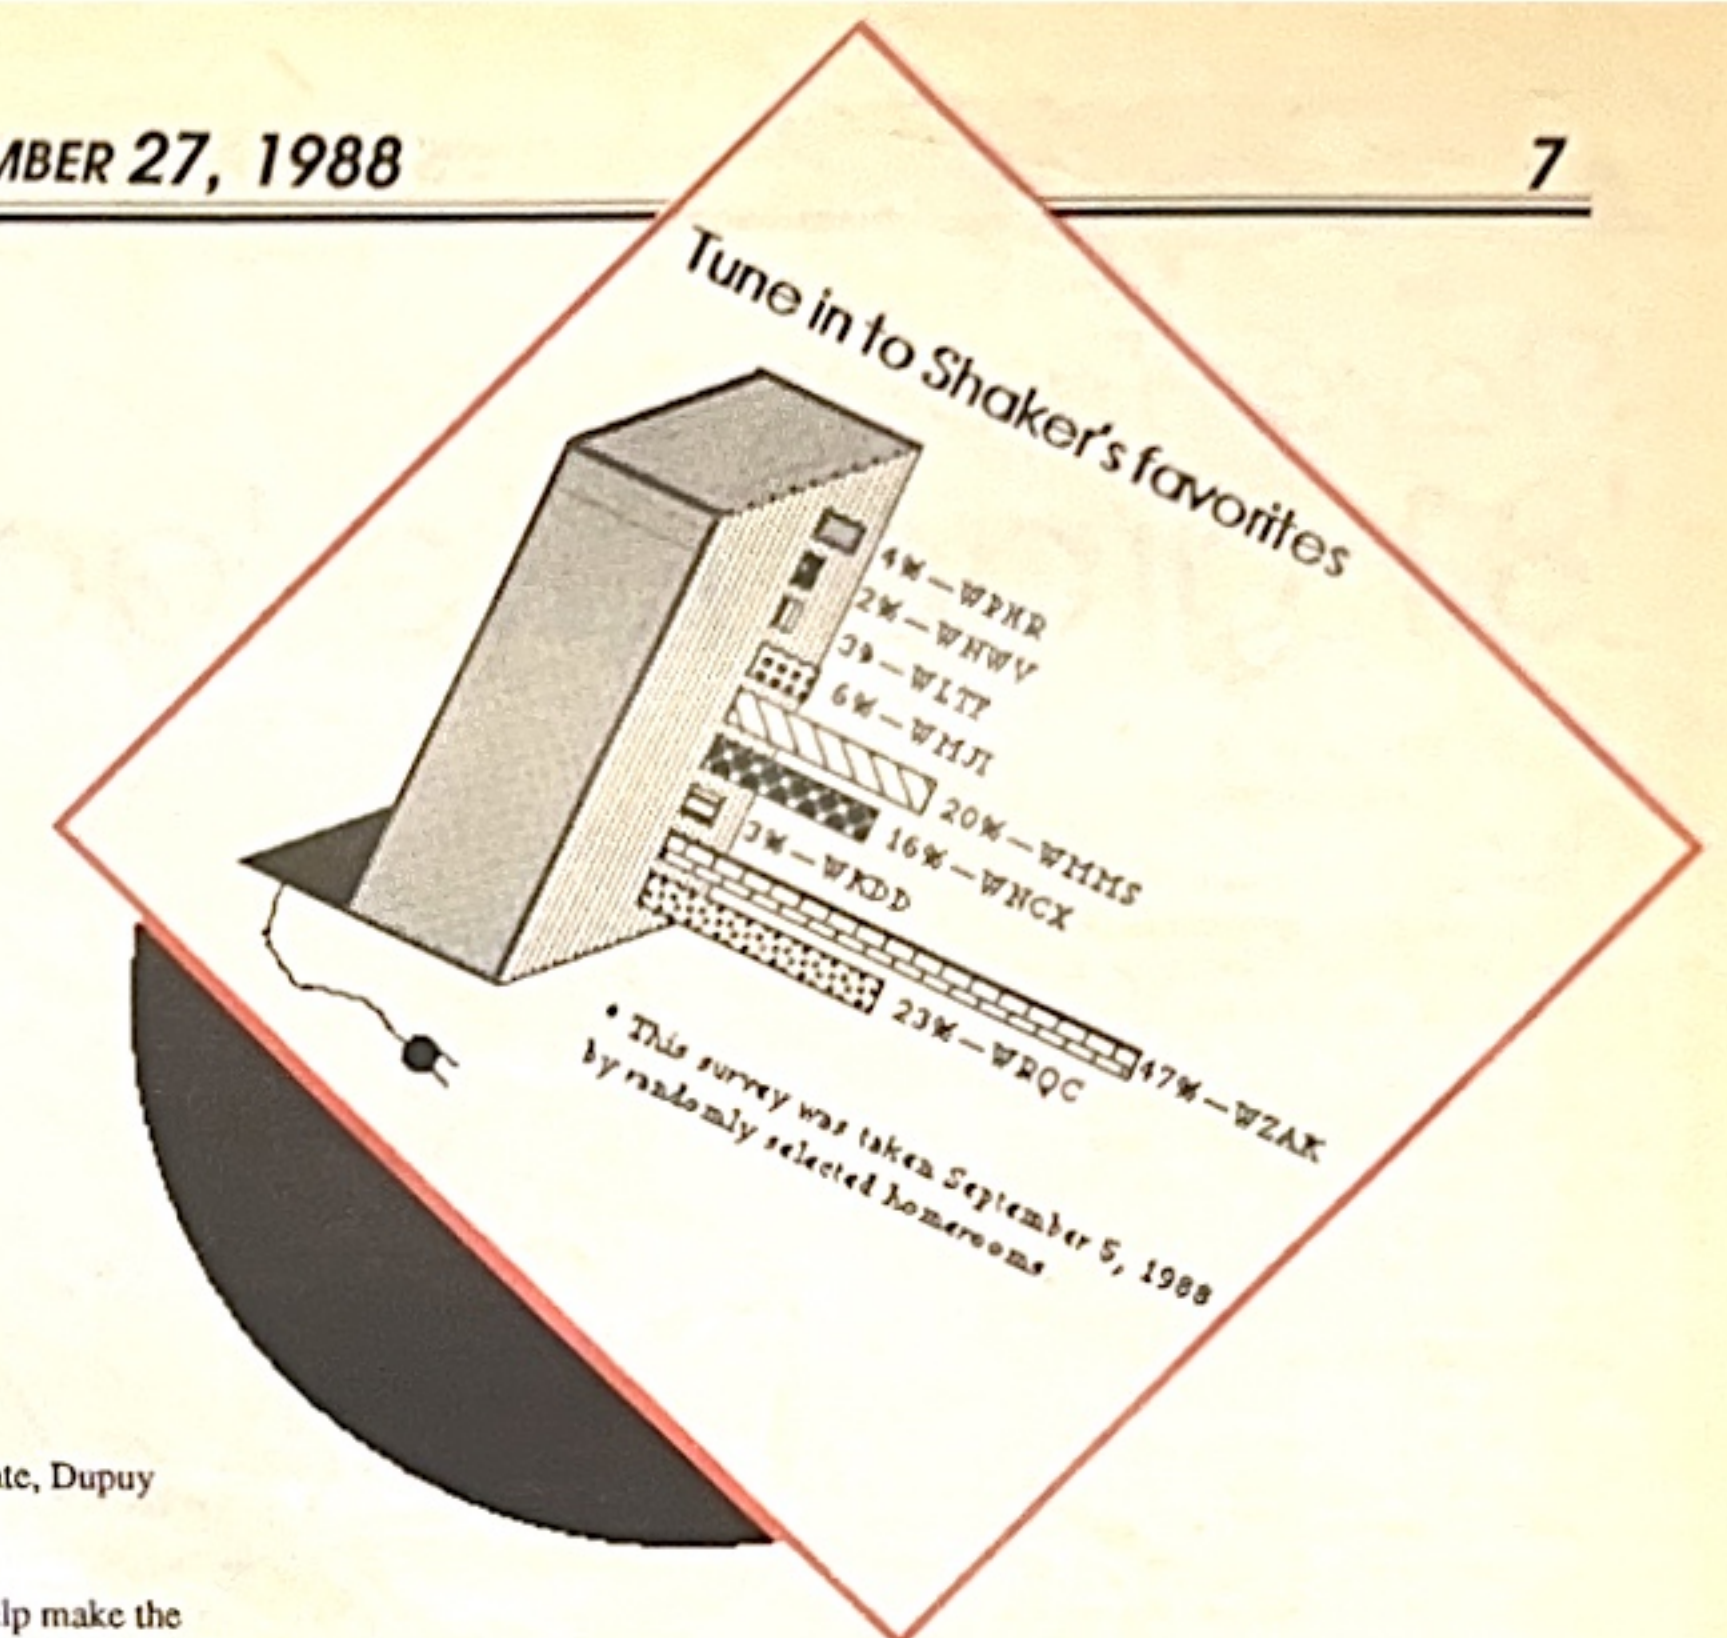 MBER 27, 1988
7
Tune in to Shaker's favorites
4%—WPHR
2%—WNWV
3%—WLTF
6%—WMJI
20%—WMMS
16%—WNCX
3%—WKDD
47%—WZAK
23%—WRQC
• This survey was taken September 5, 1988
by randomly selected homerooms
te, Dupuy
lp make the